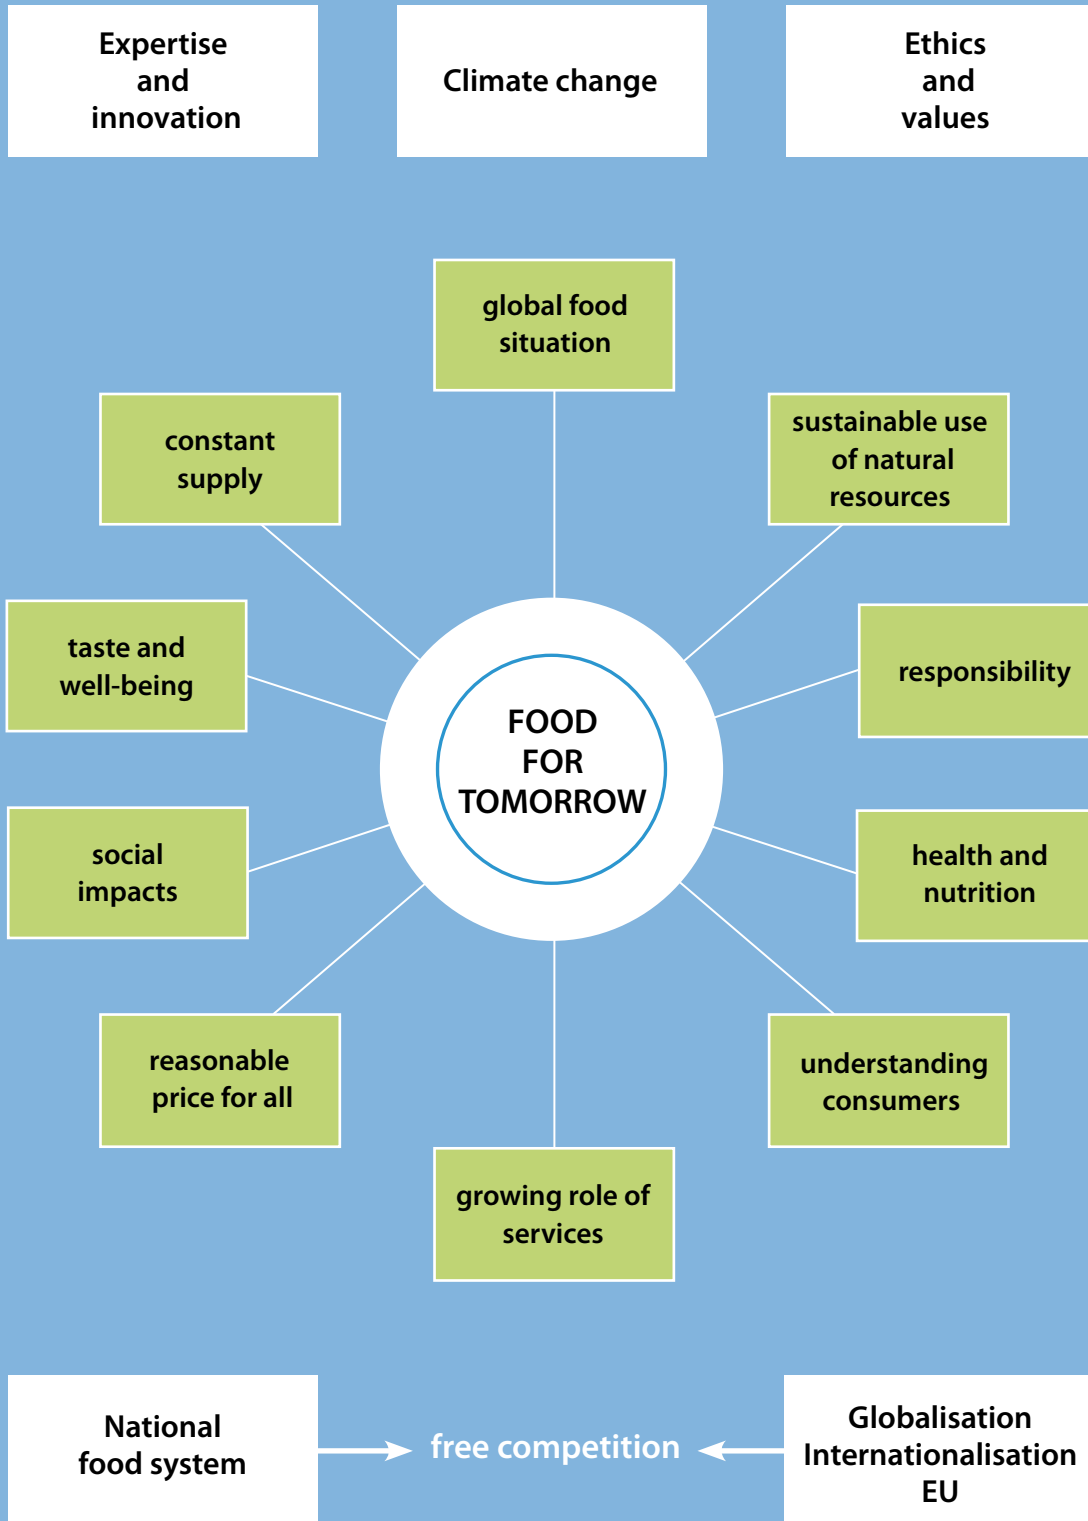 Expertise
and
innovation
Climate change
Ethics
and
values
global food
situation
constant
supply
sustainable use
of natural
resources
taste and
well-being
responsibility
FOOD
FOR
TOMORROW
social
impacts
health and
nutrition
reasonable
price for all
understanding
consumers
growing role of
services
National
food system
free competition
Globalisation
Internationalisation
EU